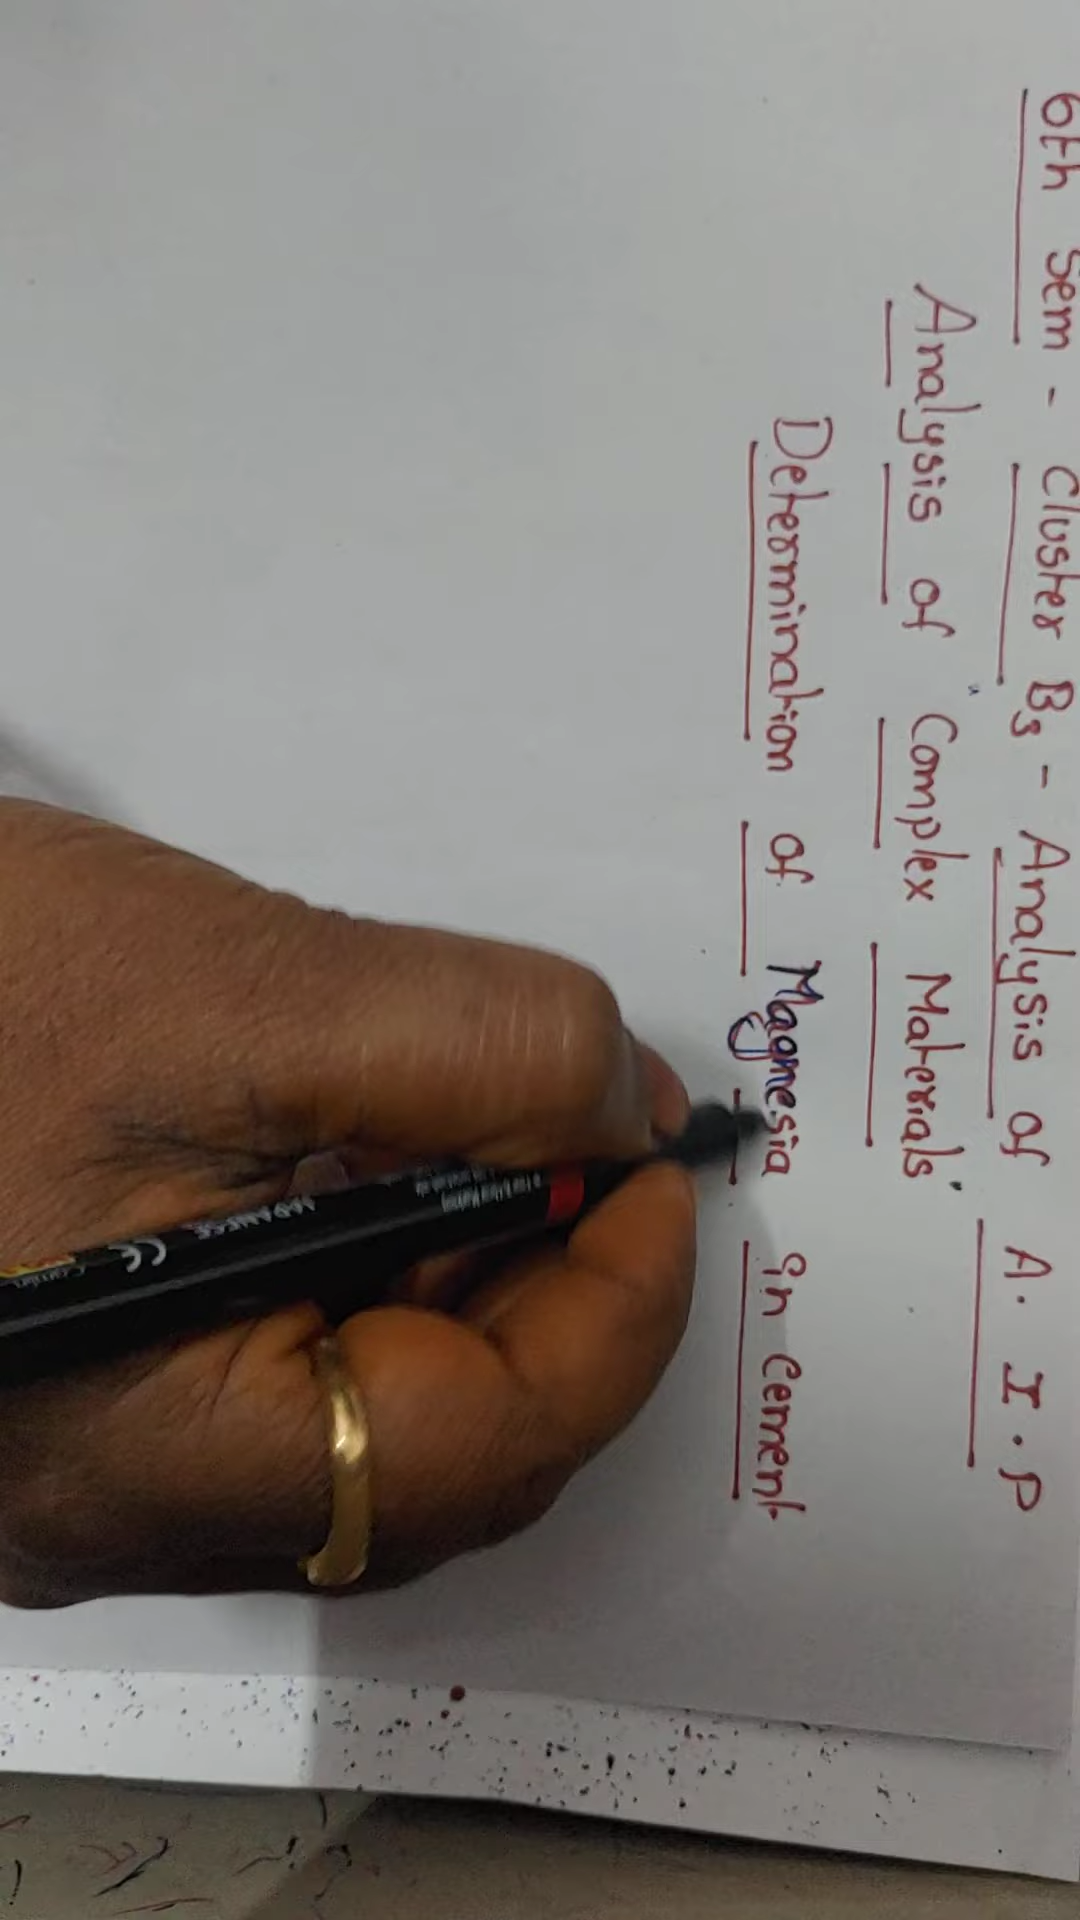 6th Sem - Cluster B3 - Analysis of A. I. P
Analysis of "Complex Materials"
Determination of Magnesia in Cement